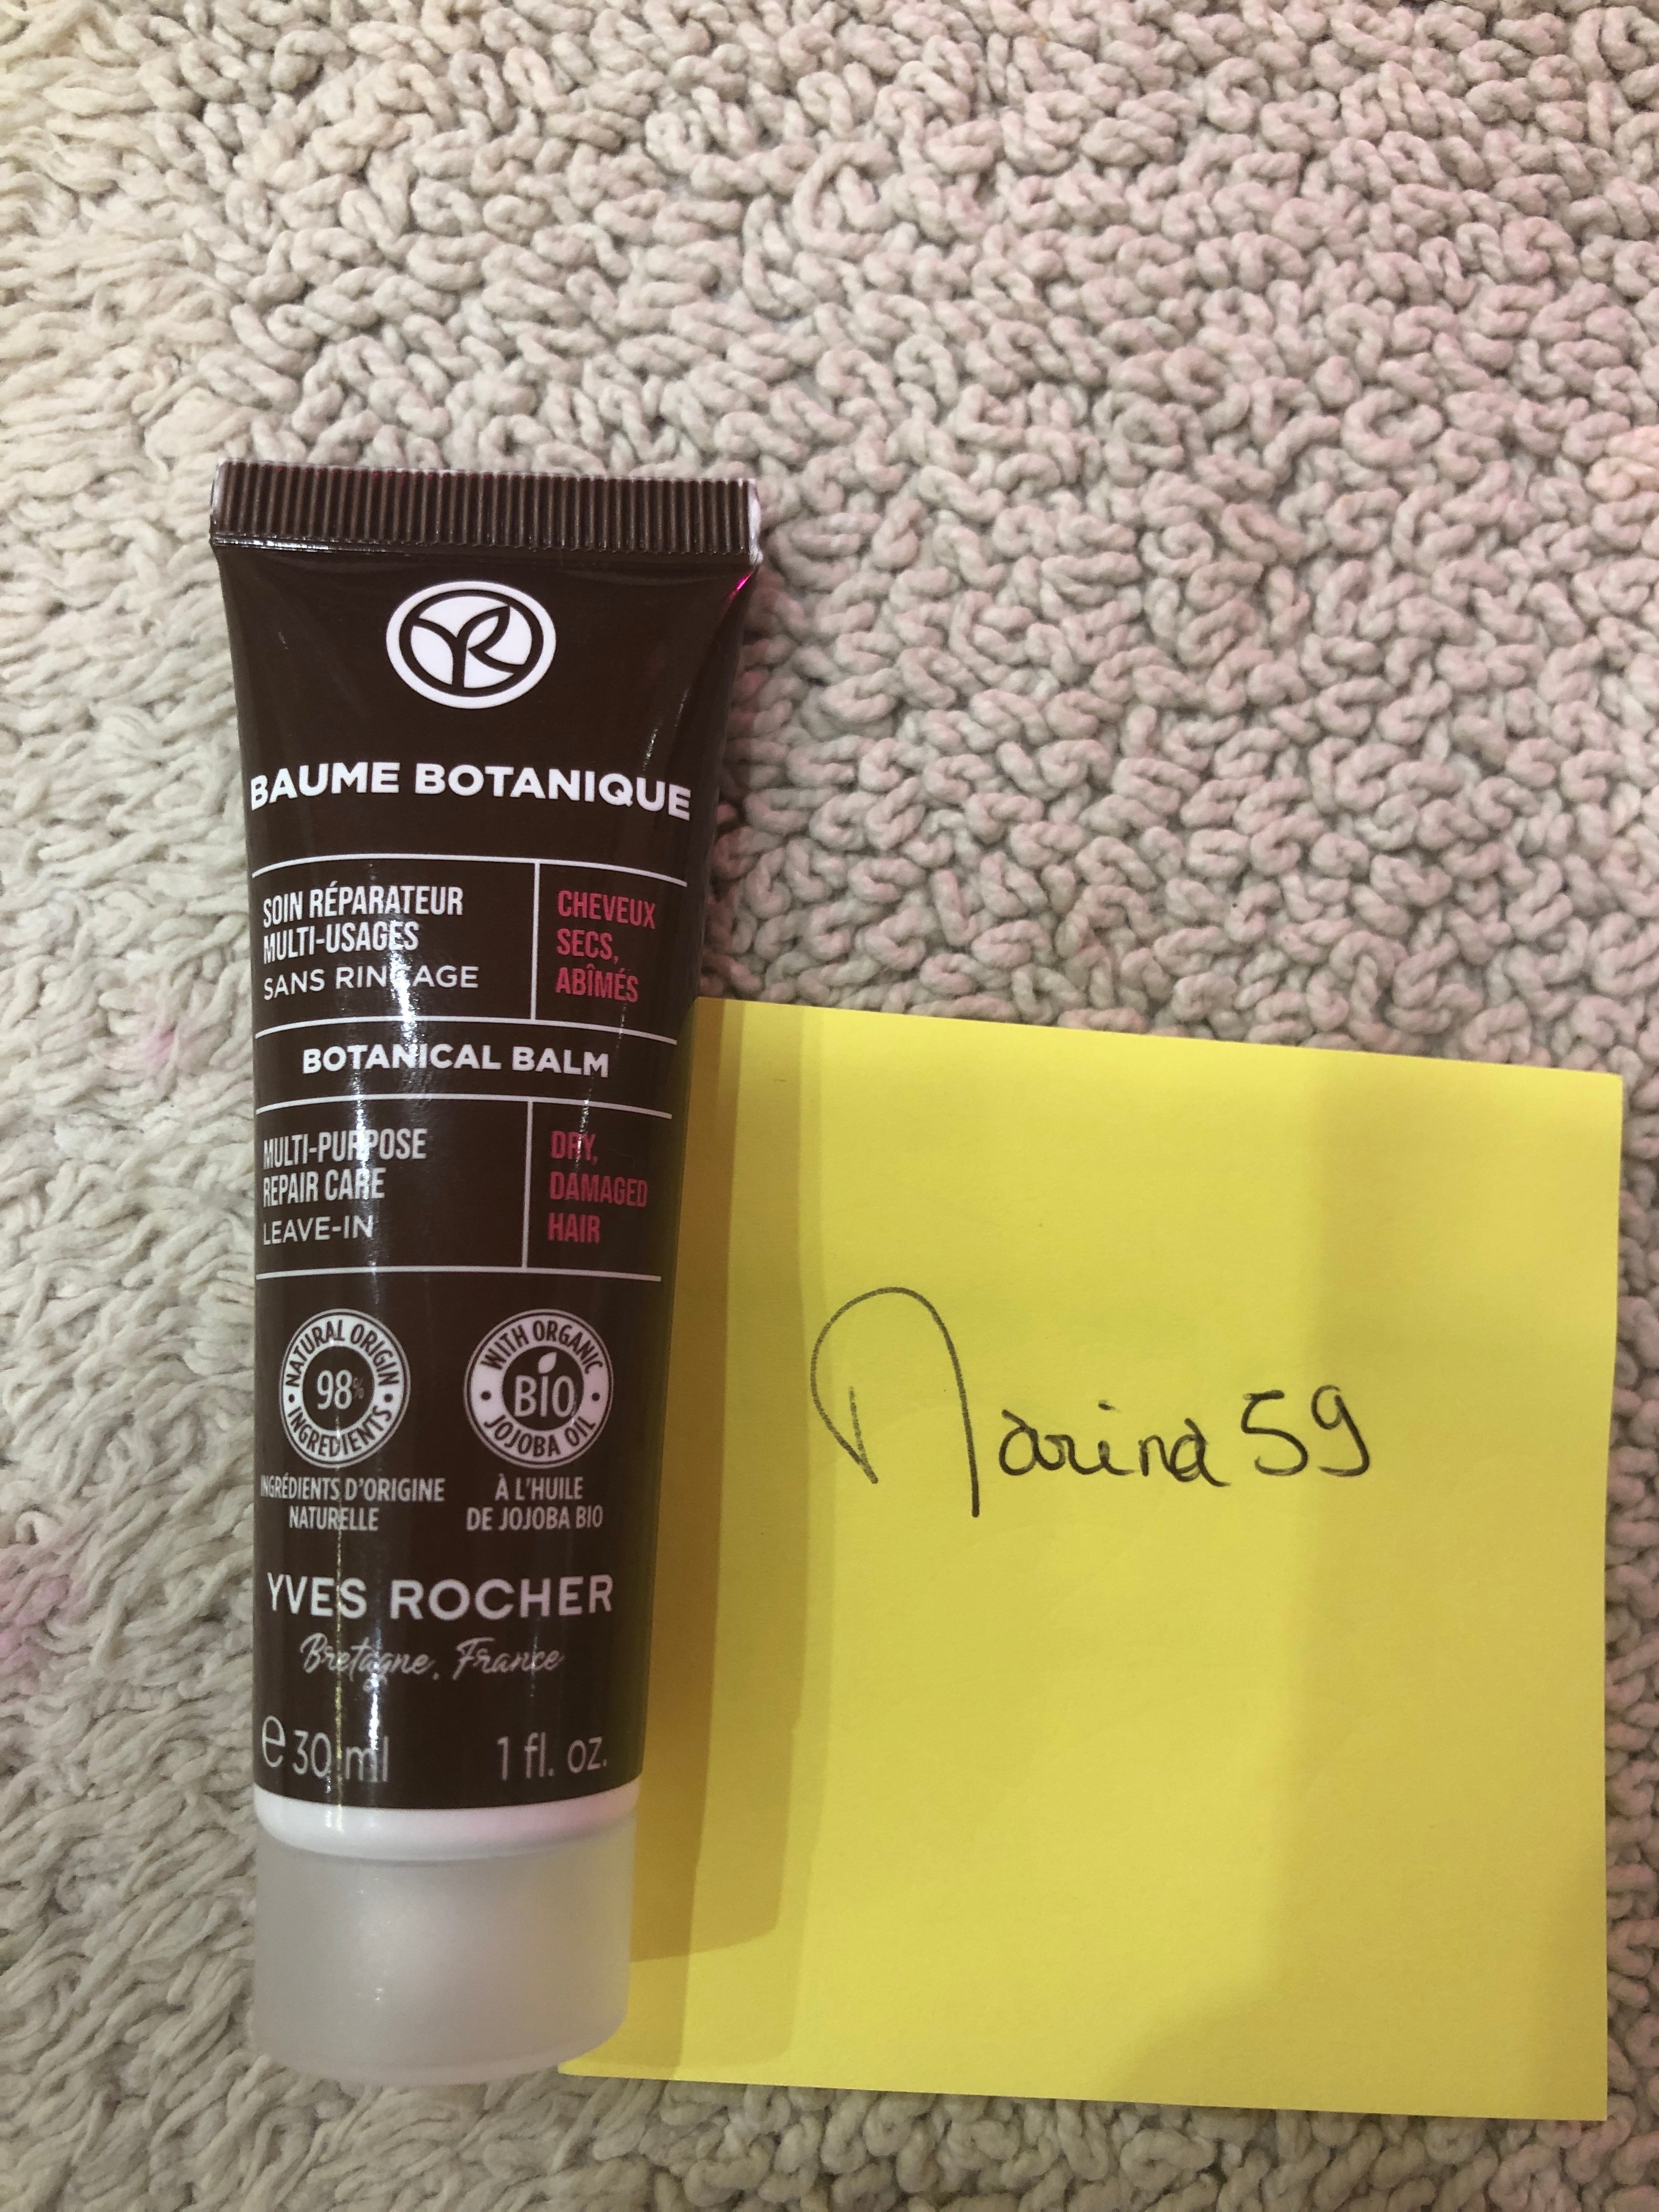 YR
BAUME BOTANIQUE
SOIN RÉPARATEUR
MULTI-USAGES
SANS RINÇAGE
CHEVEUX
SECS,
ABÎMÉS
BOTANICAL BALM
MULTI-PURPOSE
REPAIR CARE
LEAVE-IN
DRY,
DAMAGED
HAIR
NATURAL ORIGIN
98%
INGREDIENTS
WITH ORGANIC
BIO
JOJOBA OIL
INGRÉDIENTS D'ORIGINE
NATURELLE
À L'HUILE
DE JOJOBA BIO
YVES ROCHER
Bretagne, France
e 30 ml 1 fl. oz.
Marina 59